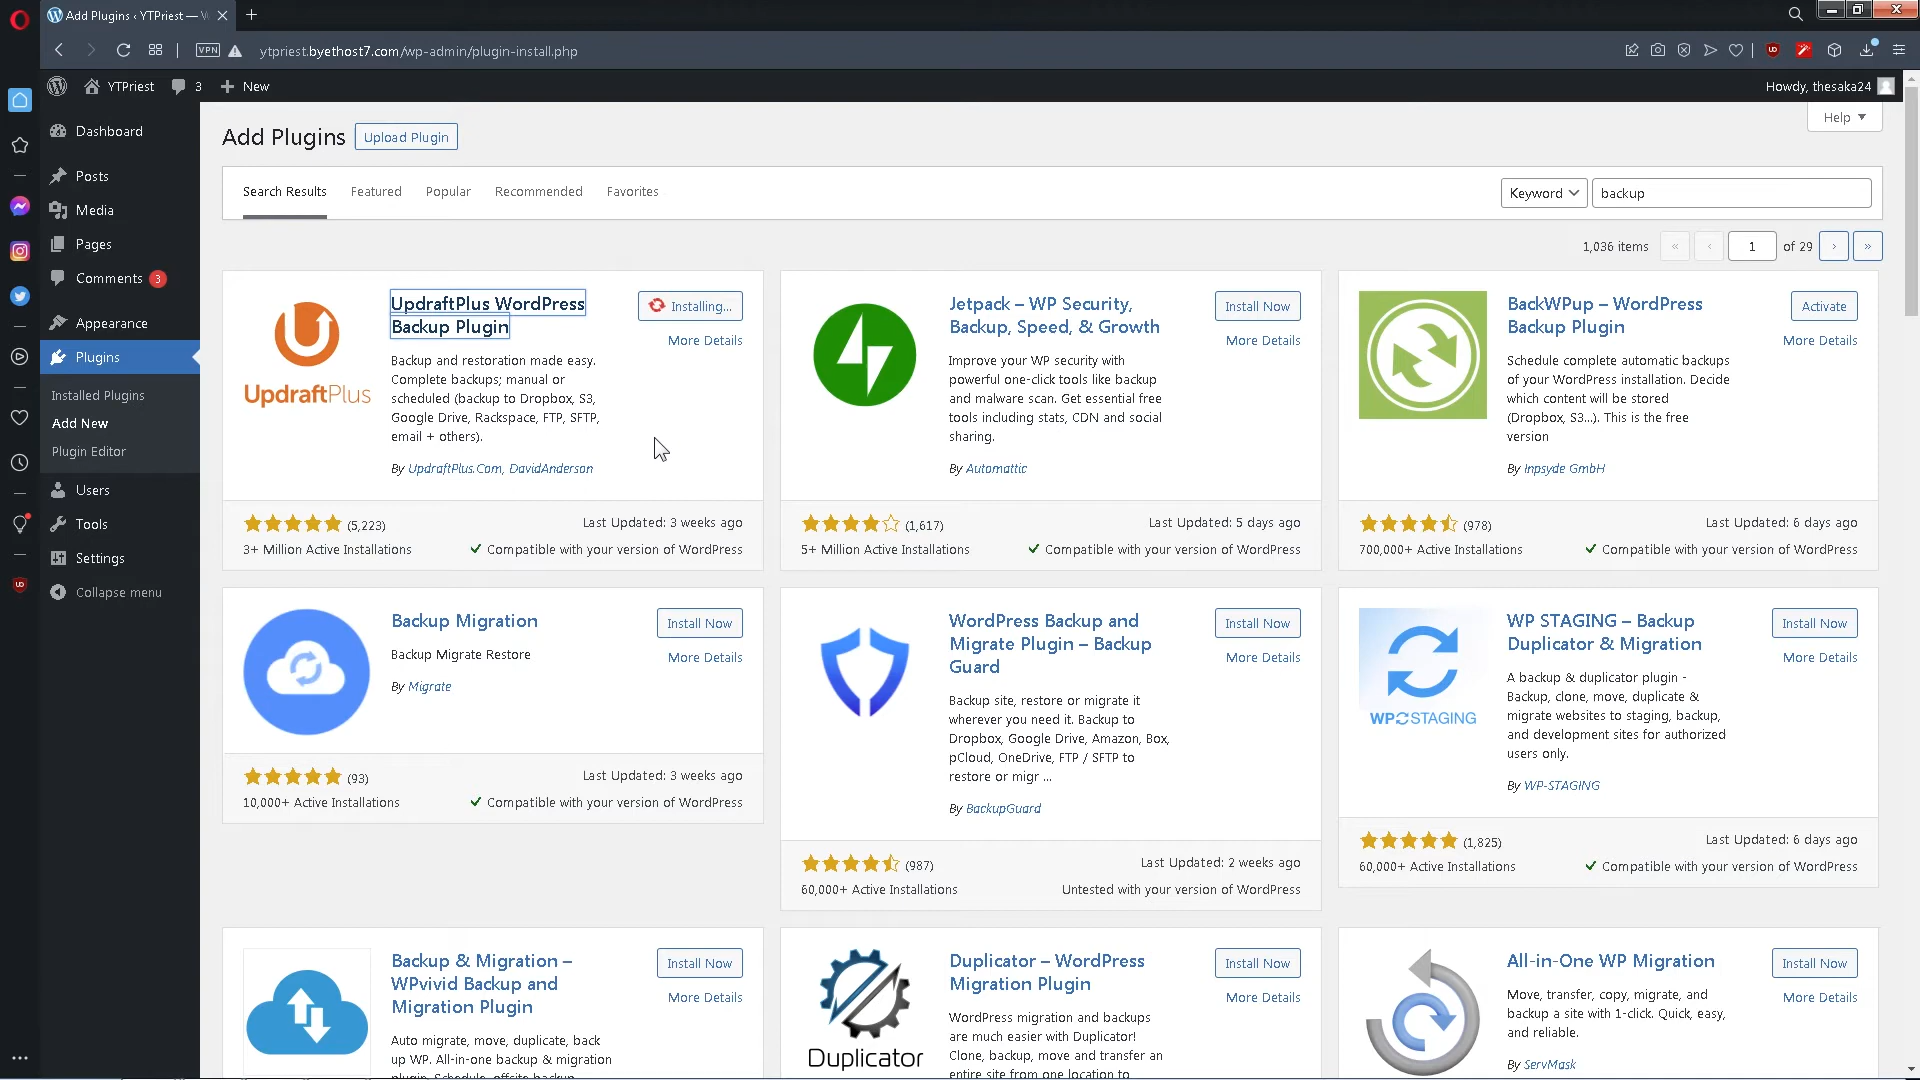 Add Plugins ‹ YTPriest — W
VPN
ytpriest.byethost7.com/wp-admin/plugin-install.php
YTPriest
3
New
Howdy, thesaka24
Dashboard
Posts
Media
Pages
Comments 3
Appearance
Plugins
Installed Plugins
Add New
Plugin Editor
Users
Tools
Settings
Collapse menu
Help
Add Plugins
Upload Plugin
Search Results
Featured
Popular
Recommended
Favorites
Keyword
backup
1,036 items
«
‹
1
of 29
›
»
UpdraftPlus
UpdraftPlus WordPress
Backup Plugin
Installing...
More Details
Backup and restoration made easy.
Complete backups; manual or
scheduled (backup to Dropbox, S3,
Google Drive, Rackspace, FTP, SFTP,
email + others).
By UpdraftPlus.Com, DavidAnderson
(5,223)
Last Updated: 3 weeks ago
3+ Million Active Installations
Compatible with your version of WordPress
Jetpack – WP Security,
Backup, Speed, & Growth
Install Now
More Details
Improve your WP security with
powerful one-click tools like backup
and malware scan. Get essential free
tools including stats, CDN and social
sharing.
By Automattic
(1,617)
Last Updated: 5 days ago
5+ Million Active Installations
Compatible with your version of WordPress
BackWPup – WordPress
Backup Plugin
Activate
More Details
Schedule complete automatic backups
of your WordPress installation. Decide
which content will be stored
(Dropbox, S3…). This is the free
version
By Inpsyde GmbH
(978)
Last Updated: 6 days ago
700,000+ Active Installations
Compatible with your version of WordPress
Backup Migration
Install Now
More Details
Backup Migrate Restore
By Migrate
(93)
Last Updated: 3 weeks ago
10,000+ Active Installations
Compatible with your version of WordPress
WordPress Backup and
Migrate Plugin – Backup
Guard
Install Now
More Details
Backup site, restore or migrate it
wherever you need it. Backup to
Dropbox, Google Drive, Amazon, Box,
pCloud, OneDrive, FTP / SFTP to
restore or migr ...
By BackupGuard
(987)
Last Updated: 2 weeks ago
60,000+ Active Installations
Untested with your version of WordPress
WP STAGING
WP STAGING – Backup
Duplicator & Migration
Install Now
More Details
A backup & duplicator plugin -
Backup, clone, move, duplicate &
migrate websites to staging, backup,
and development sites for authorized
users only.
By WP-STAGING
(1,825)
Last Updated: 6 days ago
60,000+ Active Installations
Compatible with your version of WordPress
Backup & Migration –
WPvivid Backup and
Migration Plugin
Install Now
More Details
Auto migrate, move, duplicate, back
up WP. All-in-one backup & migration
plugin. Schedule, offsite backup,
Duplicator
Duplicator – WordPress
Migration Plugin
Install Now
More Details
WordPress migration and backups
are much easier with Duplicator!
Clone, backup, move and transfer an
entire site from one location to
All-in-One WP Migration
Install Now
More Details
Move, transfer, copy, migrate, and
backup a site with 1-click. Quick, easy,
and reliable.
By ServMask